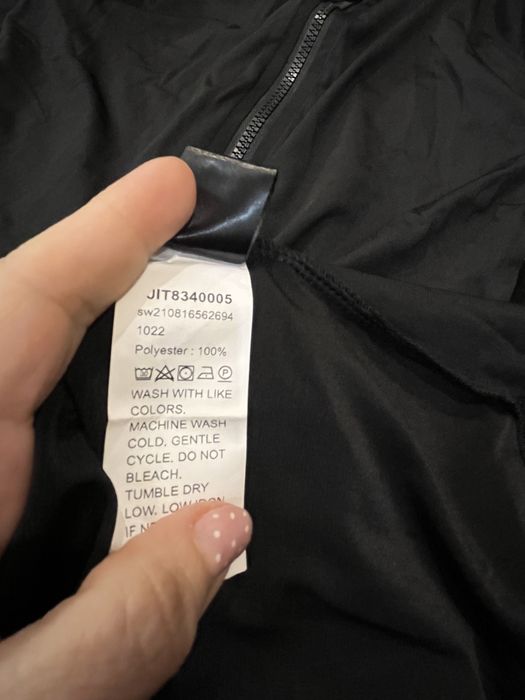 JIT8340005
sw210816562694
1022
Polyester : 100%
WASH WITH LIKE
COLORS.
MACHINE WASH
COLD. GENTLE
CYCLE. DO NOT
BLEACH.
TUMBLE DRY
LOW. LOW IRON
IF